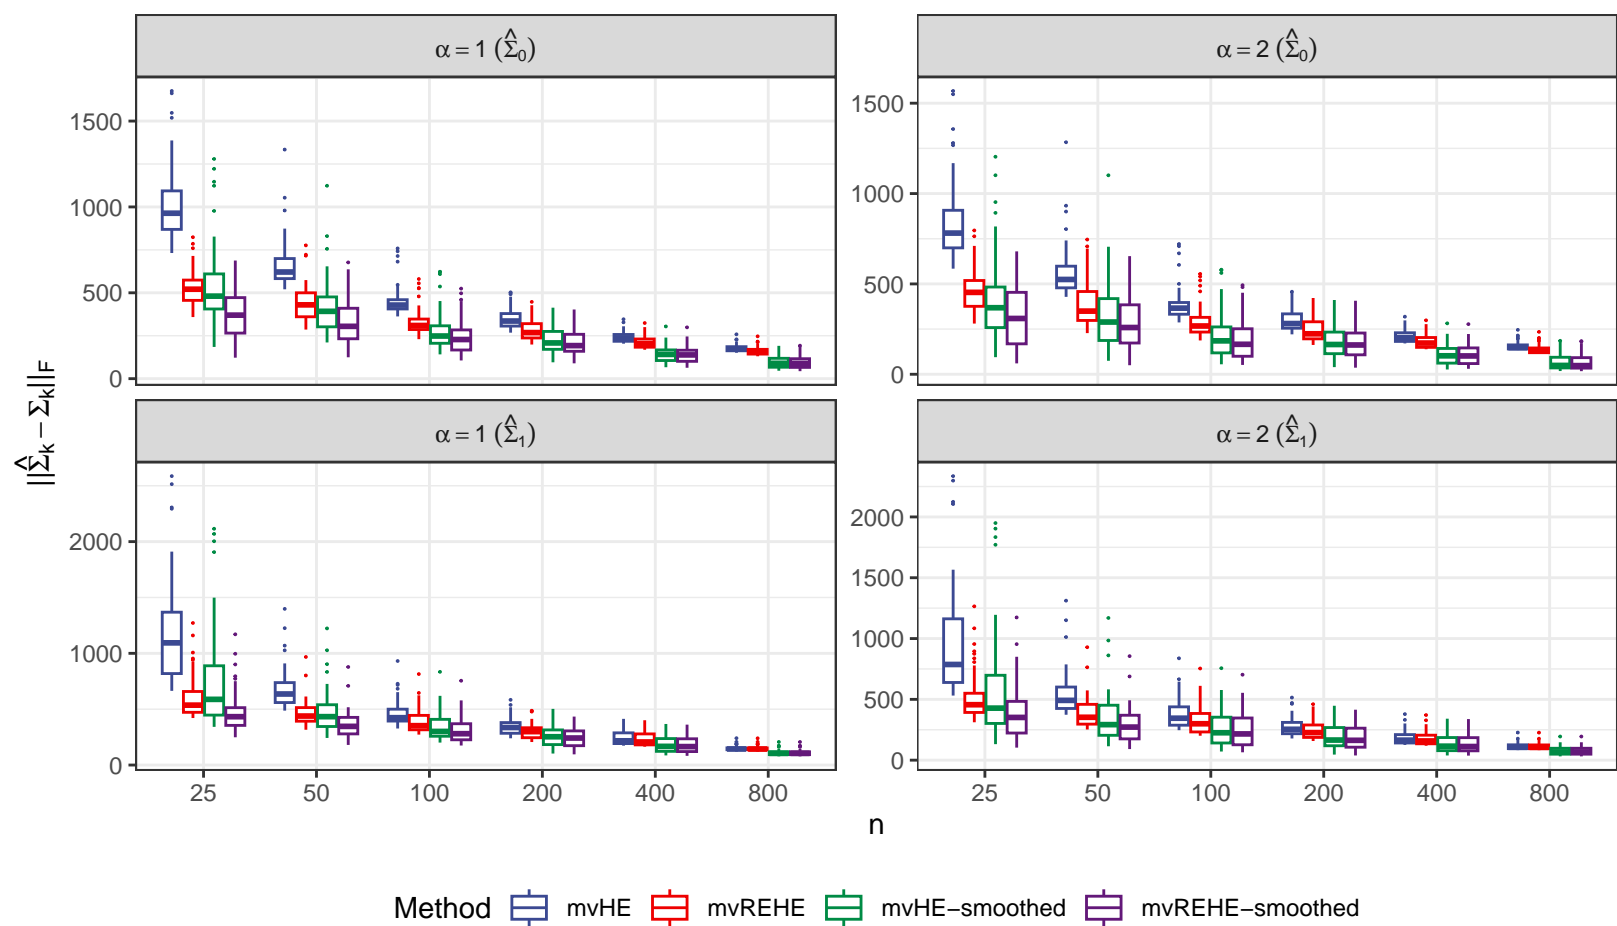 α = 1 (Σ̂₀)
α = 2 (Σ̂₀)
1500
1000
500
0
1500
1000
500
0
||Σ̂ₖ − Σₖ||F
α = 1 (Σ̂₁)
α = 2 (Σ̂₁)
2000
1000
0
2000
1500
1000
500
0
25 50 100 200 400 800
25 50 100 200 400 800
n
Method mvHE mvREHE mvHE−smoothed mvREHE−smoothed